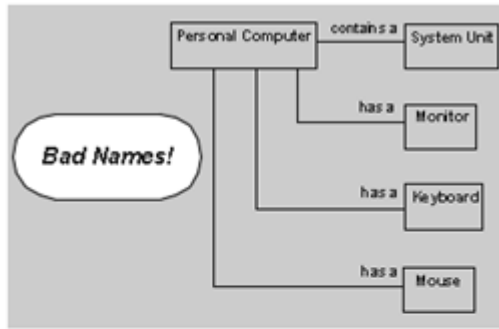 Personal Computer
contains a
System Unit
has a
Monitor
Bad Names!
has a
Keyboard
has a
Mouse